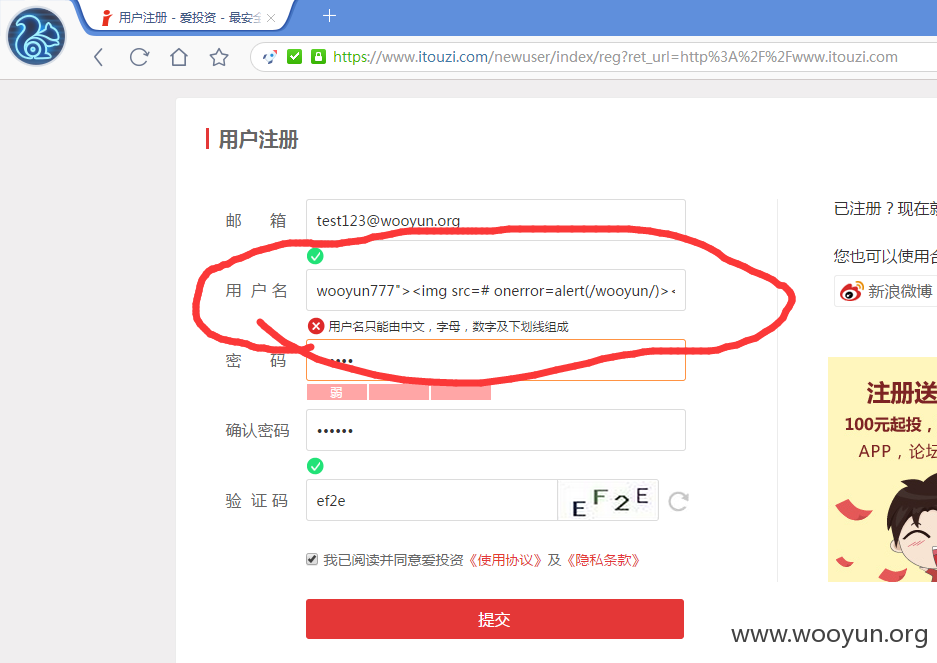 用户注册 - 爱投资 - 最安全
https://www.itouzi.com/newuser/index/reg?ret_url=http%3A%2F%2Fwww.itouzi.com
用户注册
邮 箱
test123@wooyun.org
已注册？现在
用 户 名
wooyun777"><img src=# onerror=alert(/wooyun/)><
用户名只能由中文，字母，数字及下划线组成
您也可以使用
新浪微博
密 码
••••
弱
确认密码
••••••
验 证 码
ef2e
EF2E
我已阅读并同意爱投资《使用协议》及《隐私条款》
提交
注册送
100元起投，
APP，论坛
www.wooyun.org